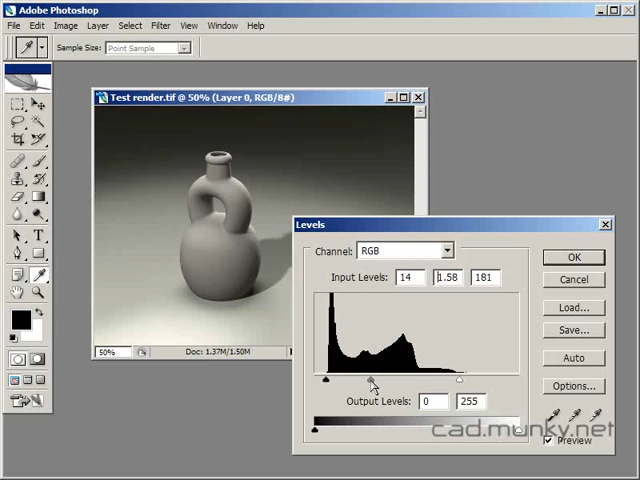 Adobe Photoshop
File Edit Image Layer Select Filter View Window Help
Sample Size: Point Sample
Test render.tif @ 50% (Layer 0, RGB/8#)
Levels
Channel: RGB
OK
Input Levels: 14 1.58 181
Cancel
Load...
Save...
Auto
Options...
Output Levels: 0 255
Preview
50% Doc: 1.37M/1.50M
T
cad.munky.net